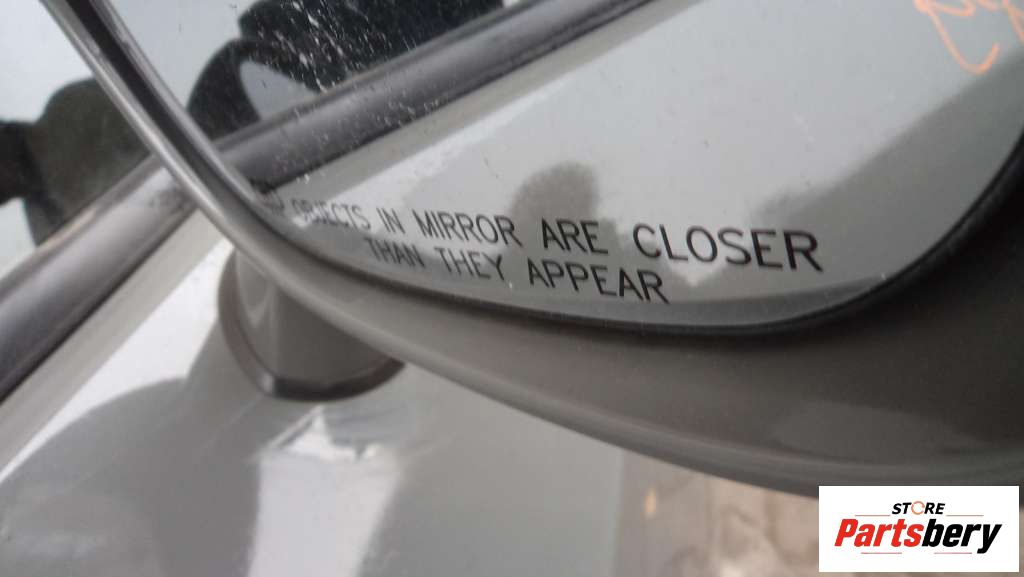 OBJECTS IN MIRROR ARE CLOSER
THAN THEY APPEAR
STORE
Partsbery